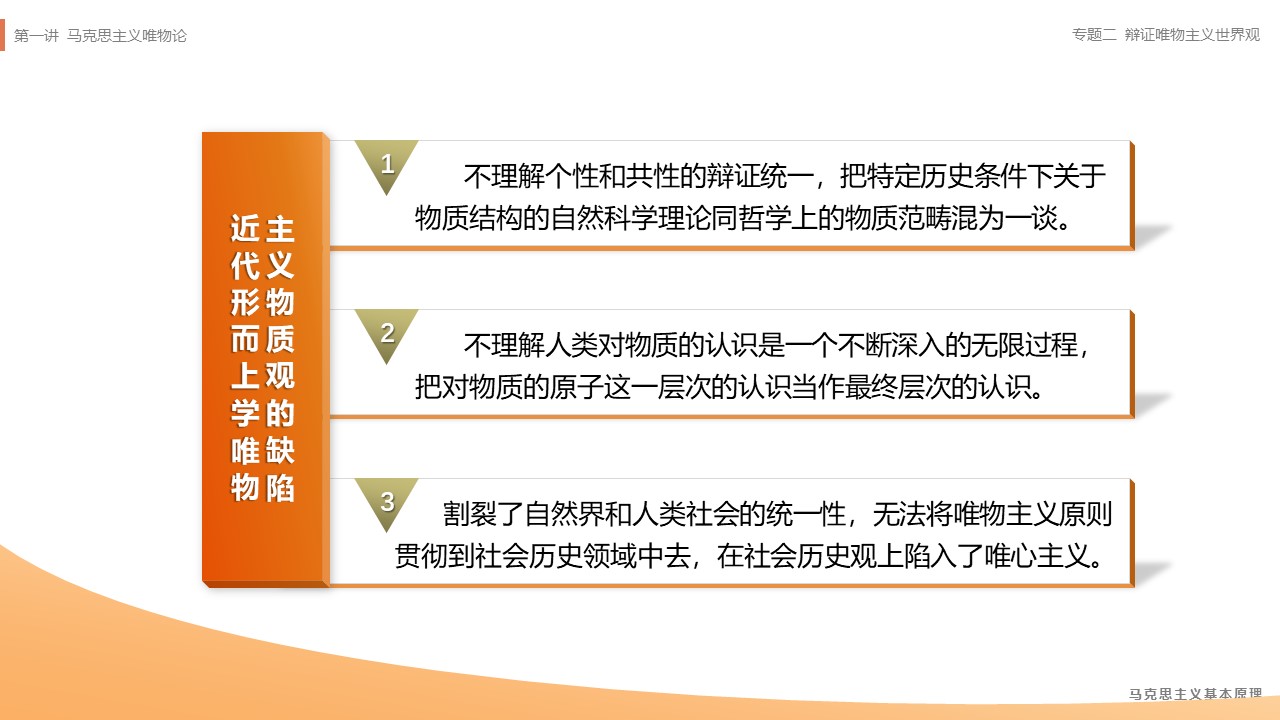 第一讲 马克思主义唯物论
专题二 辩证唯物主义世界观
近代形而上学唯物
主义物质观的缺陷
1
不理解个性和共性的辩证统一，把特定历史条件下关于
物质结构的自然科学理论同哲学上的物质范畴混为一谈。
2
不理解人类对物质的认识是一个不断深入的无限过程，
把对物质的原子这一层次的认识当作最终层次的认识。
3
割裂了自然界和人类社会的统一性，无法将唯物主义原则
贯彻到社会历史领域中去，在社会历史观上陷入了唯心主义。
马克思主义基本原理